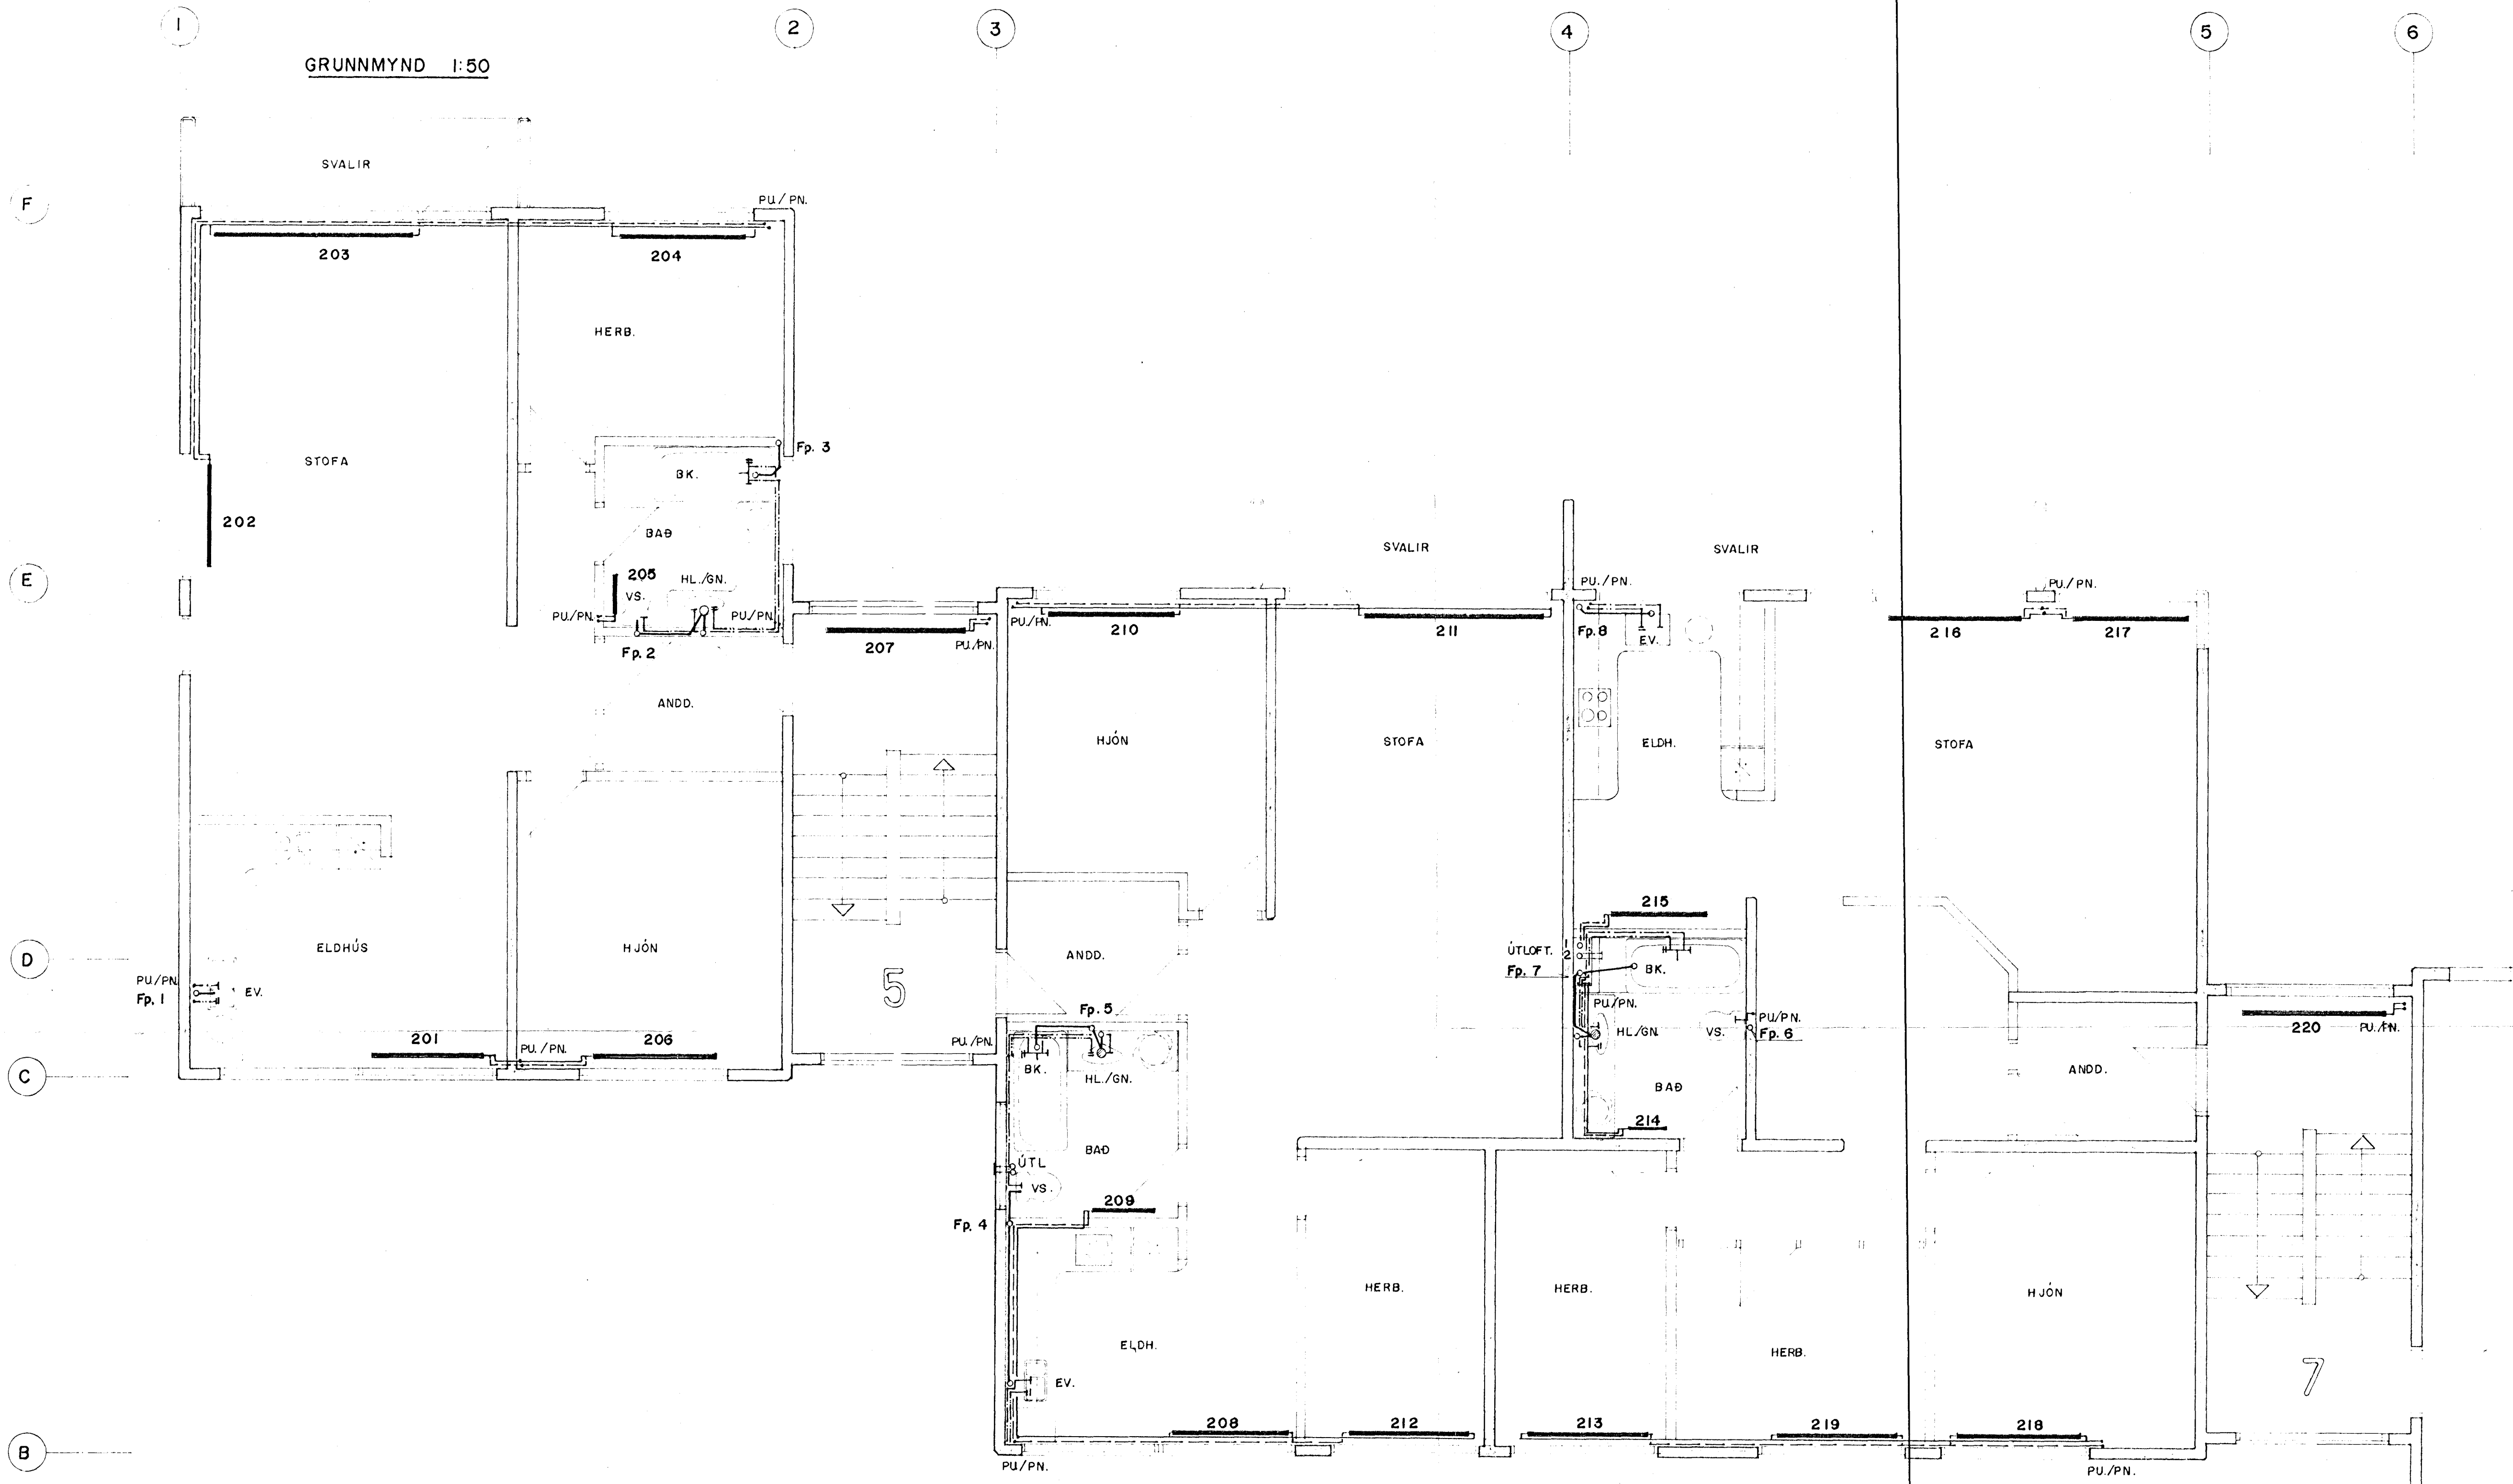 1
2
3
4
5
6
GRUNNMYND 1:50
SVALIR
F
PU/PN.
203
204
HERB.
STOFA
Fp. 3
BK.
202
BAÐ
SVALIR
SVALIR
E
205
HL./GN.
VS.
PU/PN.
PU/PN.
Fp. 2
207
PU./PN.
PU./PN.
210
211
PU./PN.
Fp. 8
EV.
216
PU./PN.
217
ANDD.
HJÓN
STOFA
ELDH.
STOFA
215
ELDHÚS
HJÓN
ANDD.
ÚTLOFT.
1
2
Fp. 7
BK.
D
PU/PN
Fp. 1
EV.
5
PU/PN.
HL./GN.
VS.
PU/PN.
Fp. 6
220
PU./PN.
Fp. 5
201
PU./PN.
206
PU./PN.
BK.
HL./GN.
C
ANDD.
BAÐ
214
BAÐ
ÚTL
VS.
209
Fp. 4
HERB.
HERB.
HJÓN
ELDH.
HERB.
EV.
7
208
212
213
219
218
B
PU/PN.
PU./PN.